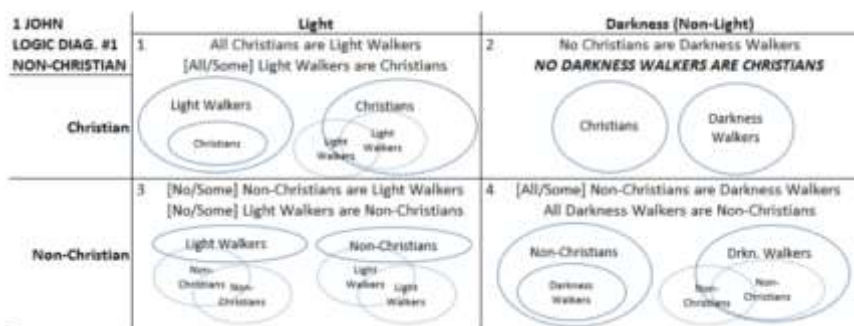 1 JOHN
LOGIC DIAG. #1
NON-CHRISTIAN
Light
Darkness (Non-Light)
Christian
1 All Christians are Light Walkers
[All/Some] Light Walkers are Christians
Light Walkers
Christians
Christians
Light
Walkers
Light
Walkers
2 No Christians are Darkness Walkers
NO DARKNESS WALKERS ARE CHRISTIANS
Christians
Darkness
Walkers
Non-Christian
3 [No/Some] Non-Christians are Light Walkers
[No/Some] Light Walkers are Non-Christians
Light Walkers
Non-
Christians
Non-
Christians
Non-Christians
Light
Walkers
Light
Walkers
4 [All/Some] Non-Christians are Darkness Walkers
All Darkness Walkers are Non-Christians
Non-Christians
Darkness
Walkers
Drkn. Walkers
Non-
Christians
Non-
Christians